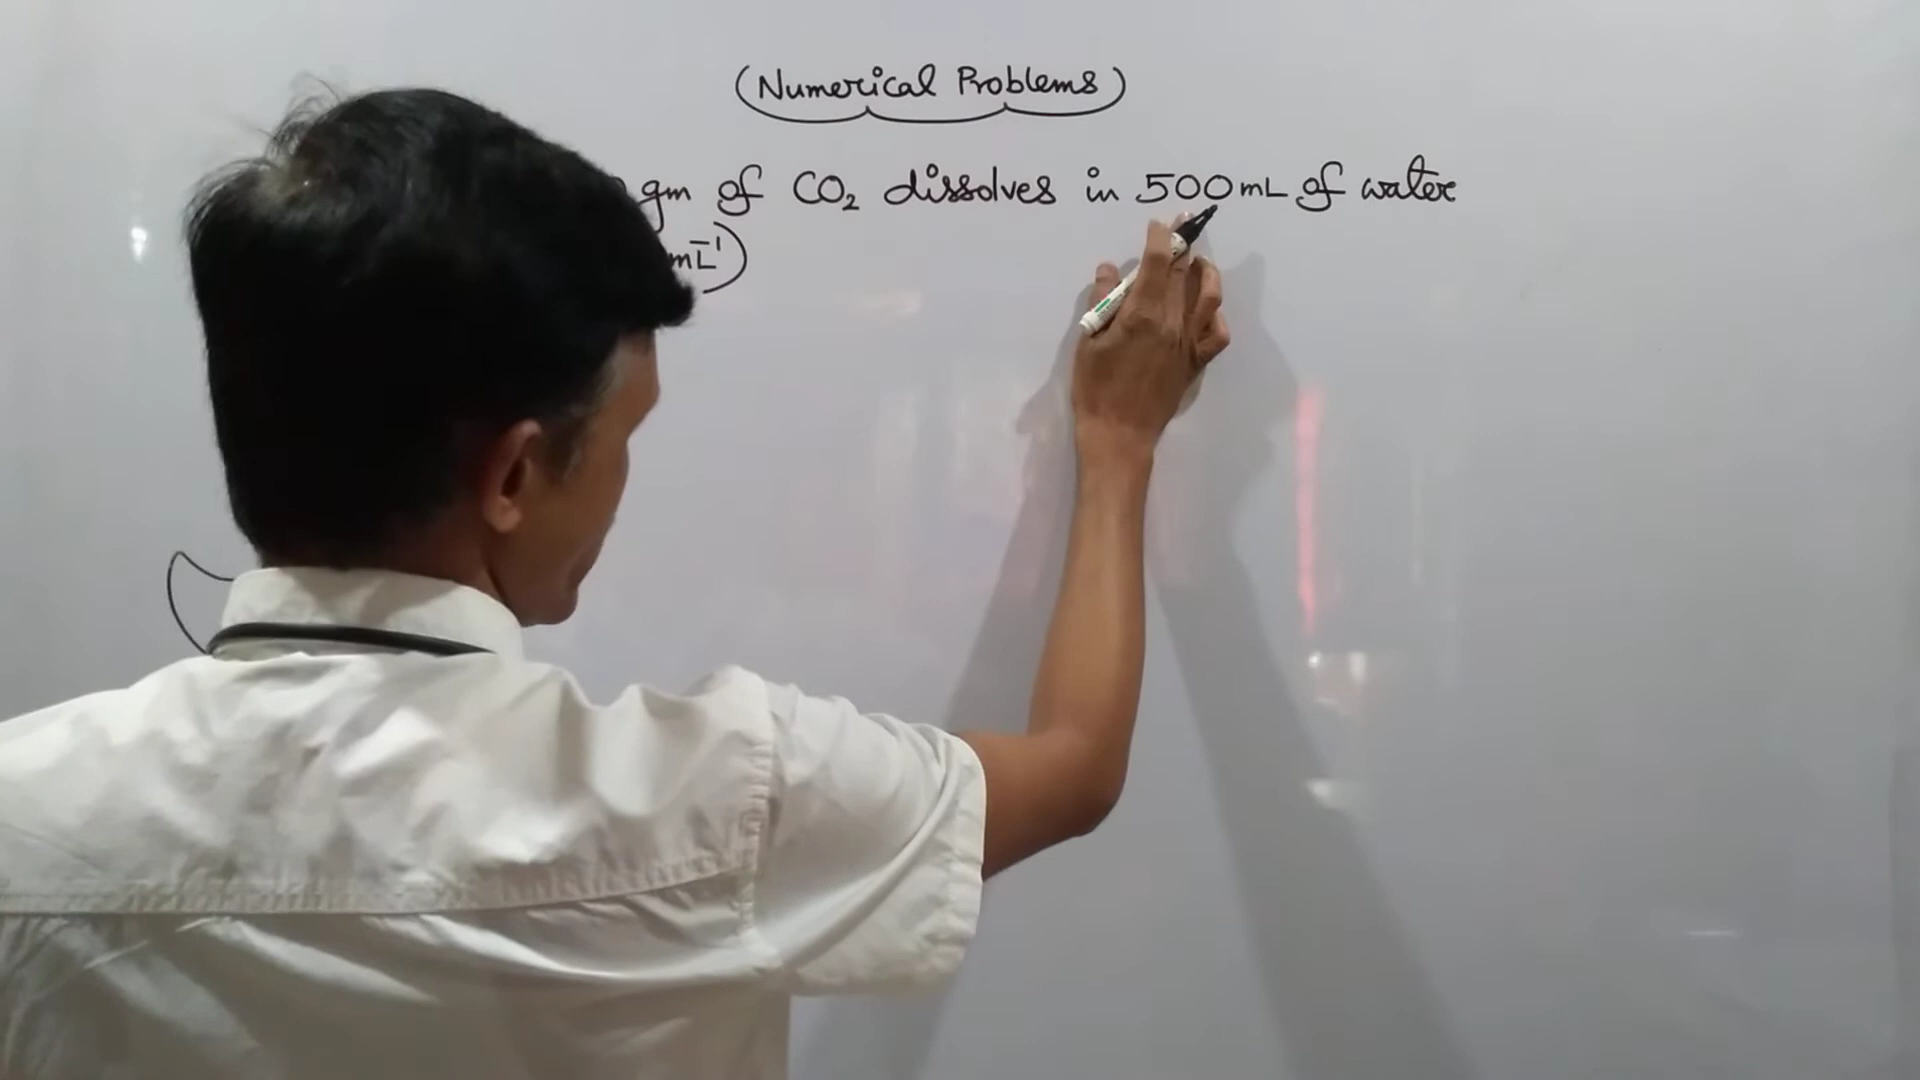 (Numerical Problems)
gm of CO₂ dissolves in 500 mL of water
mL⁻¹)